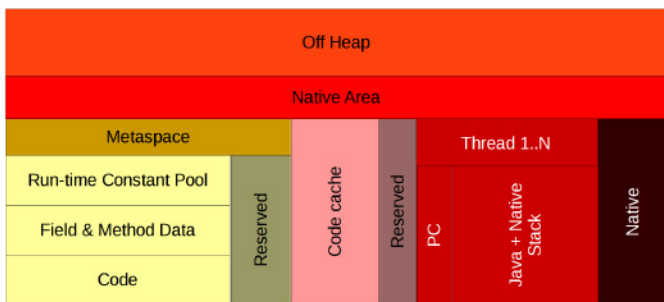 Off Heap
Native Area
Metaspace
Run-time Constant Pool
Field & Method Data
Code
Reserved
Code cache
Reserved
Thread 1..N
PC
Java + Native
Stack
Native